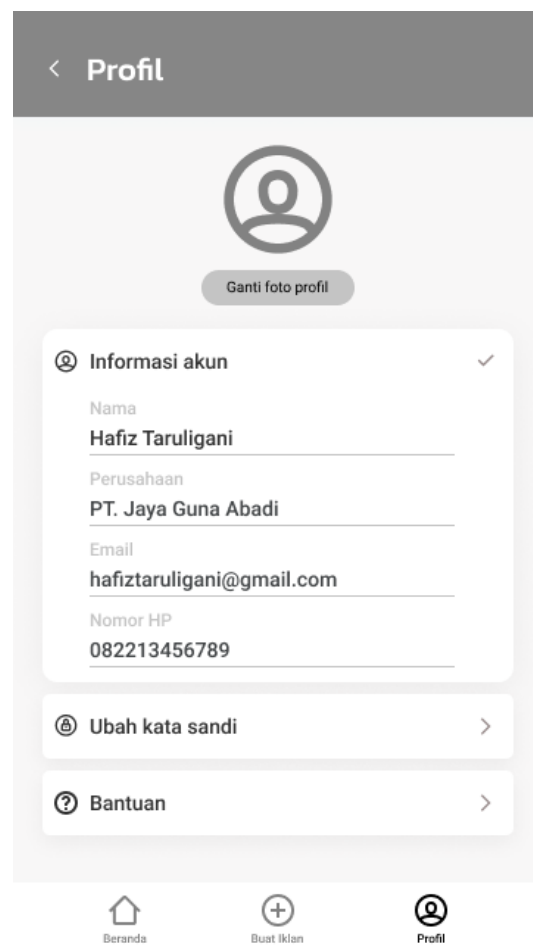 Profil
Ganti foto profil
Informasi akun
Nama
Hafiz Taruligani
Perusahaan
PT. Jaya Guna Abadi
Email
hafiztaruligani@gmail.com
Nomor HP
082213456789
Ubah kata sandi
Bantuan
Beranda
Buat Iklan
Profil